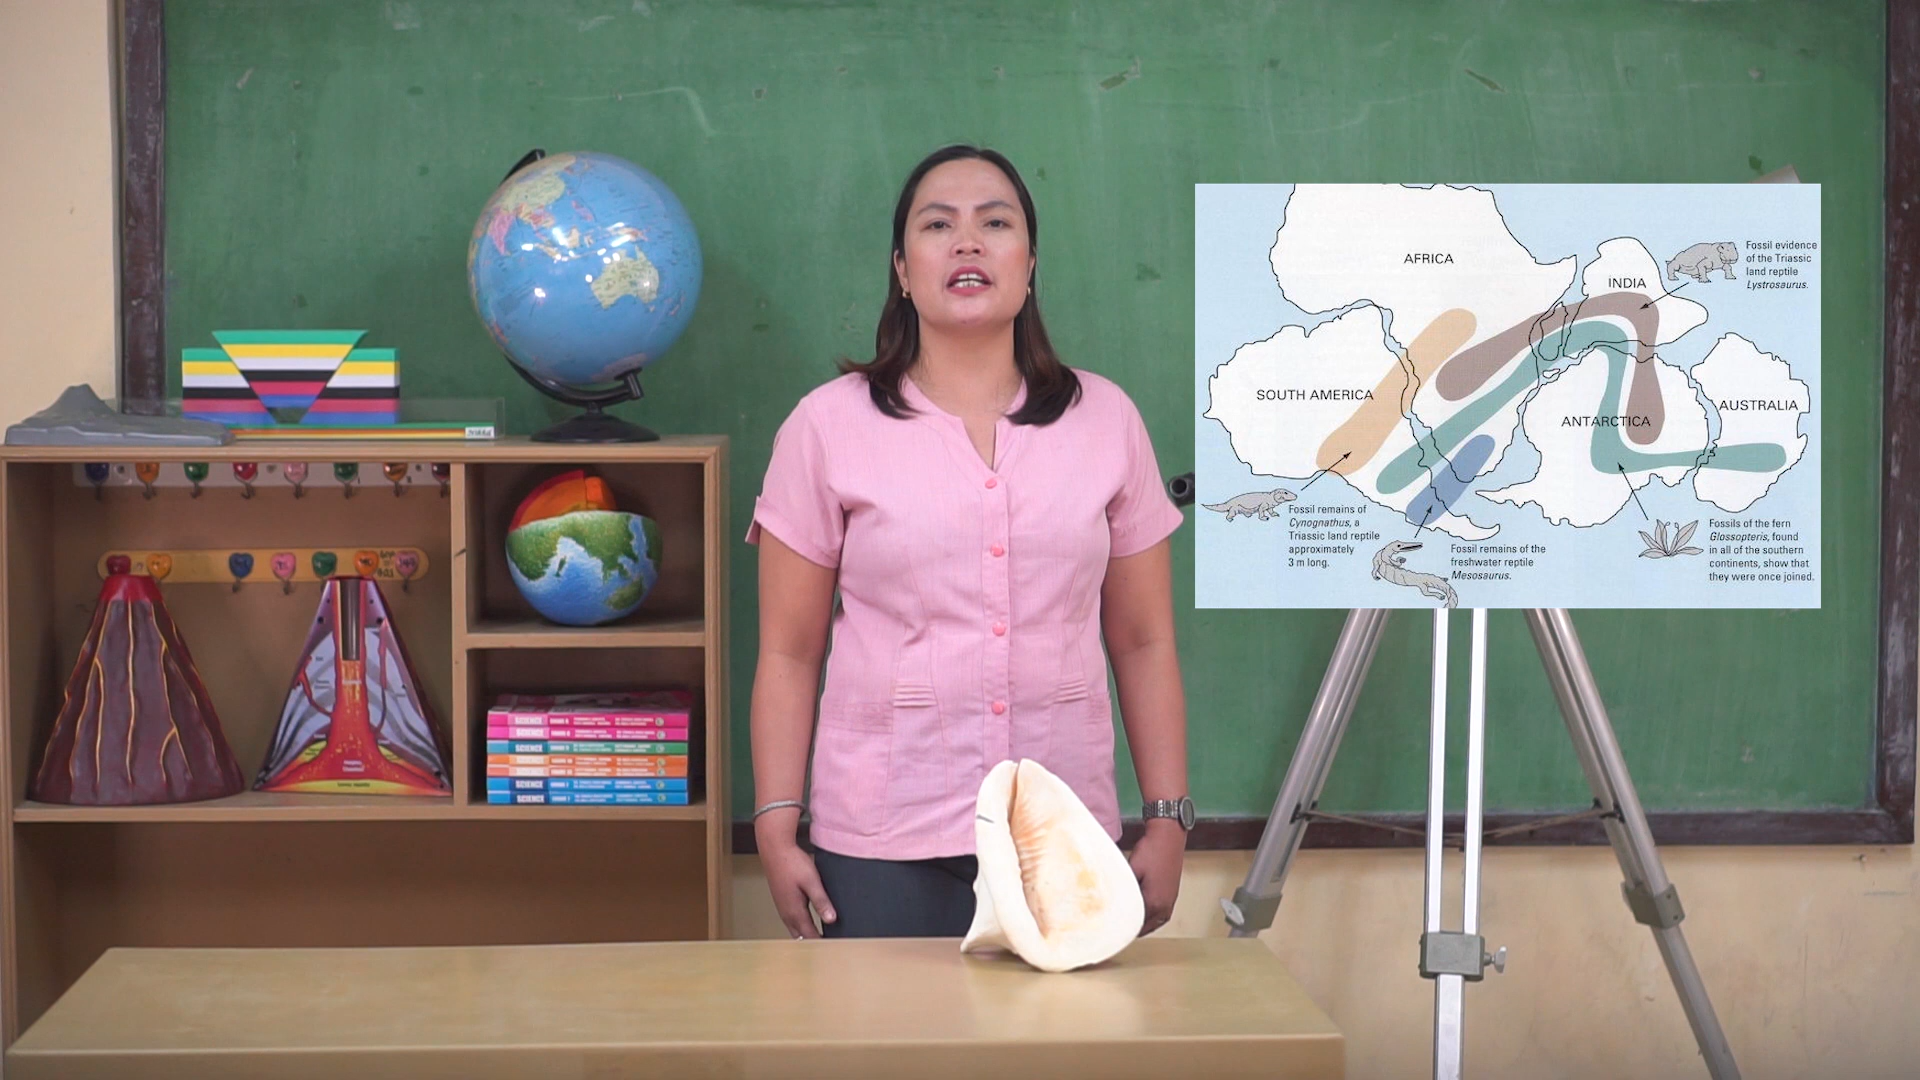 AFRICA
INDIA
SOUTH AMERICA
ANTARCTICA
AUSTRALIA
Fossil evidence
of the Triassic
land reptile
Lystrosaurus.
Fossil remains of
Cynognathus, a
Triassic land reptile
approximately
3 m long.
Fossil remains of the
freshwater reptile
Mesosaurus.
Fossils of the fern
Glossopteris, found
in all of the southern
continents, show that
they were once joined.
SCIENCE
SCIENCE
SCIENCE
SCIENCE
SCIENCE
SCIENCE
SCIENCE